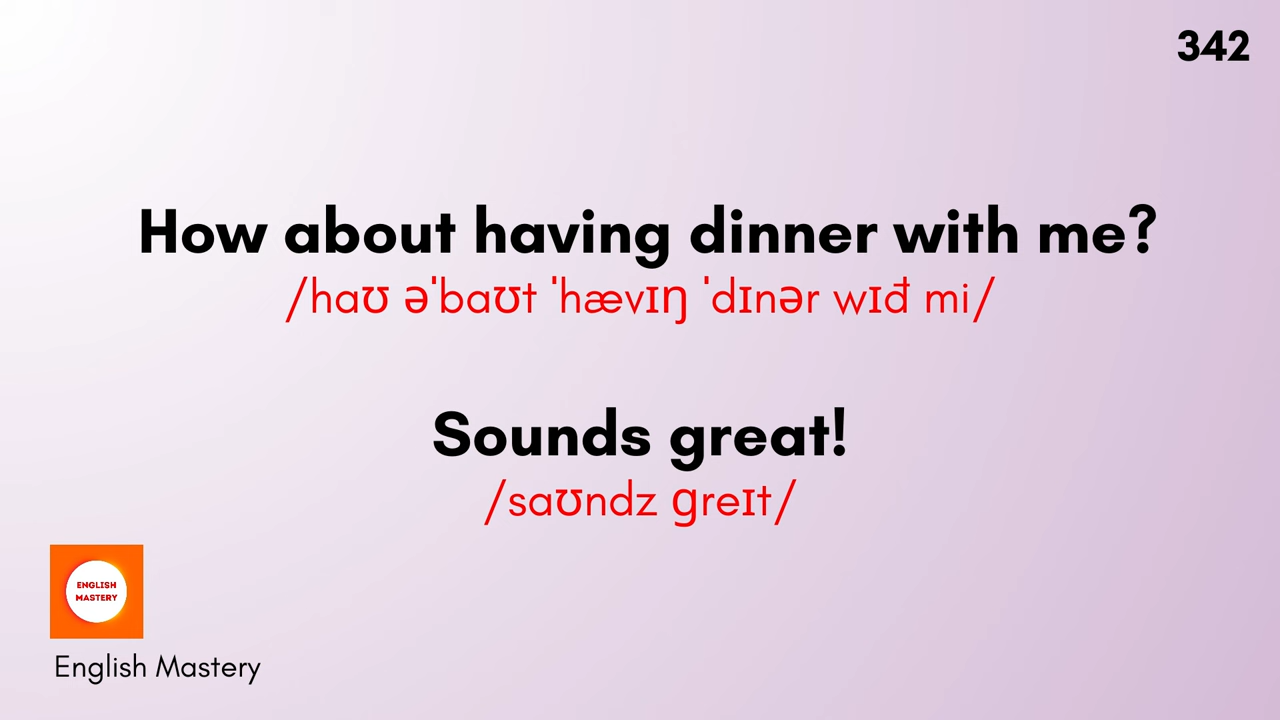 342
How about having dinner with me?
/haʊ əˈbaʊt ˈhævɪŋ ˈdɪnər wɪđ mi/
Sounds great!
/saʊndz ɡreɪt/
ENGLISH
MASTERY
English Mastery